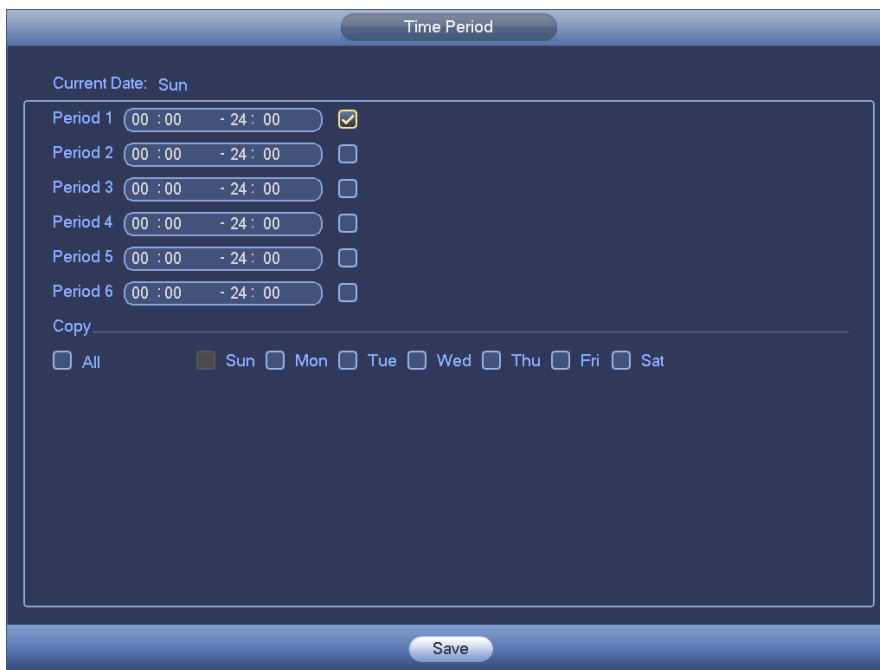 Time Period
Current Date: Sun
Period 1 00 :00 - 24 : 00
Period 2 00 :00 - 24 : 00
Period 3 00 :00 - 24 : 00
Period 4 00 :00 - 24 : 00
Period 5 00 :00 - 24 : 00
Period 6 00 :00 - 24 : 00
Copy
All Sun Mon Tue Wed Thu Fri Sat
Save